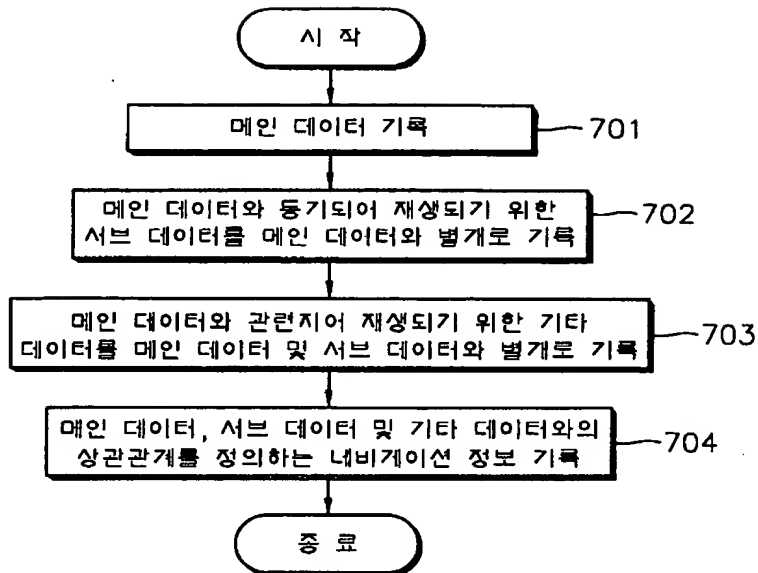 시 작
메인 데이터 기록
701
메인 데이터와 동기되어 재생되기 위한
서브 데이터를 메인 데이터와 별개로 기록
702
메인 데이터와 관련지어 재생되기 위한 기타
데이터를 메인 데이터 및 서브 데이터와 별개로 기록
703
메인 데이터, 서브 데이터 및 기타 데이터와의
상관관계를 정의하는 내비게이션 정보 기록
704
종 료